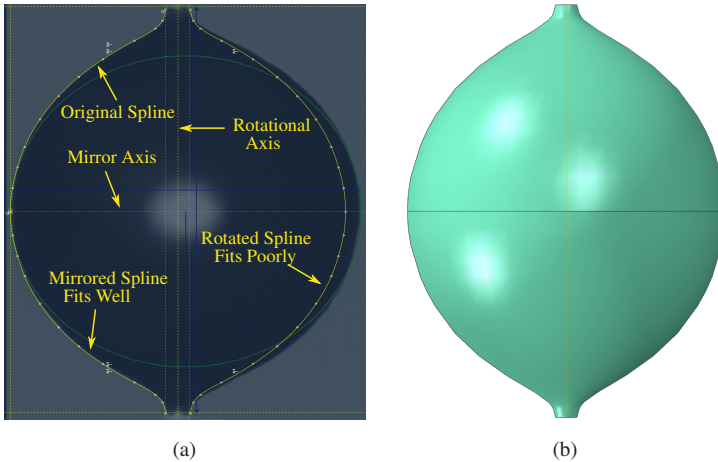 Original Spline
Rotational
Axis
Mirror Axis
Rotated Spline
Fits Poorly
Mirrored Spline
Fits Well
(a)
(b)